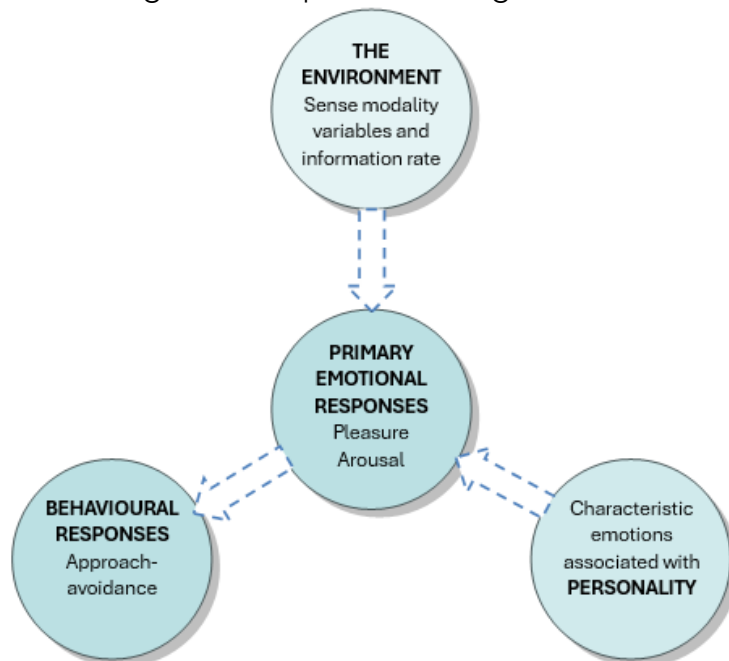 THE
ENVIRONMENT
Sense modality
variables and
information rate
PRIMARY
EMOTIONAL
RESPONSES
Pleasure
Arousal
BEHAVIOURAL
RESPONSES
Approach-
avoidance
Characteristic
emotions
associated with
PERSONALITY